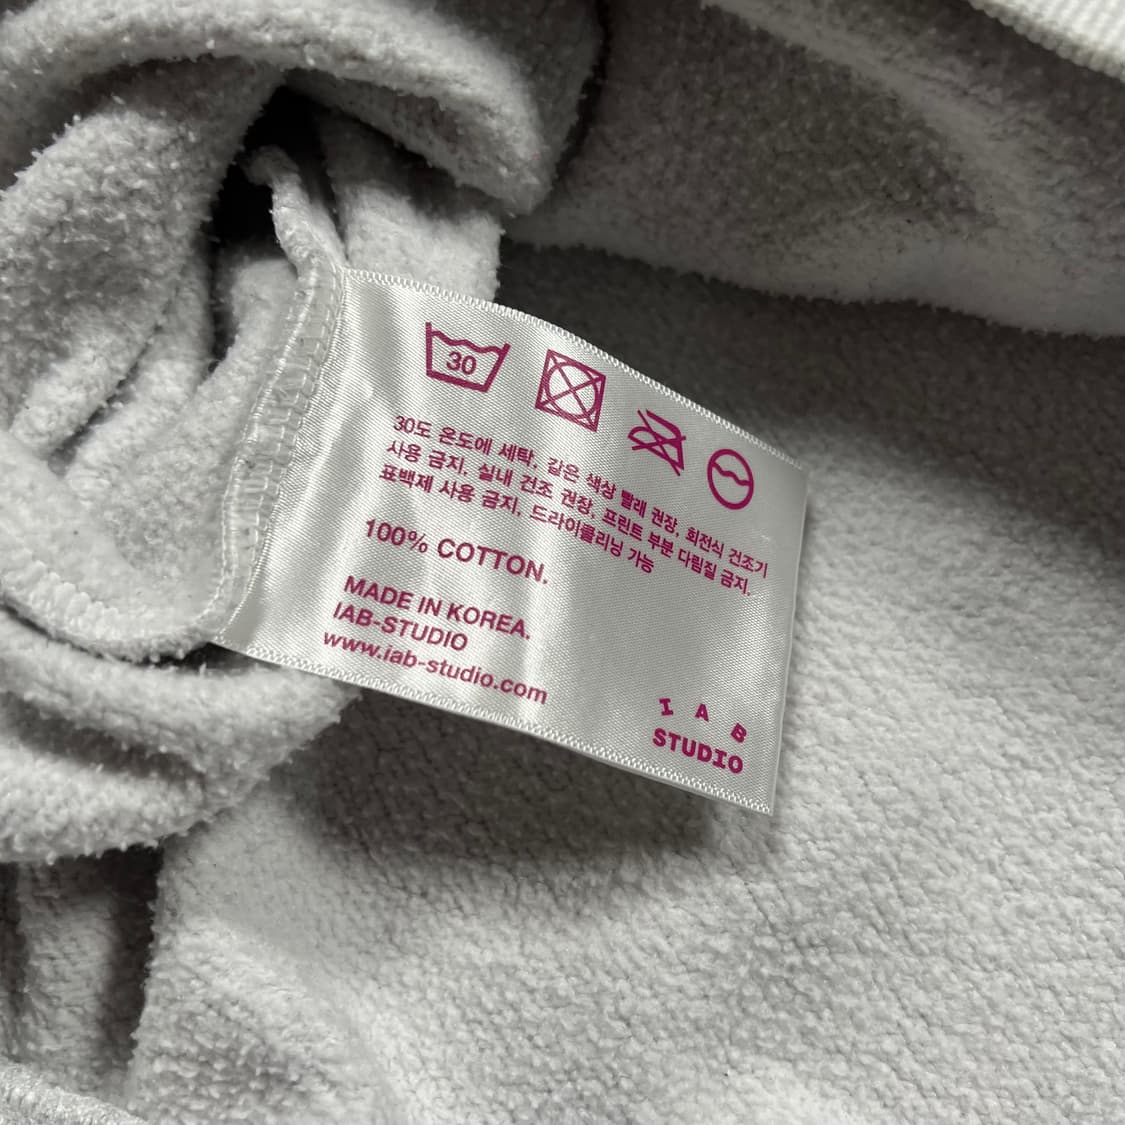 30
30도 온도에 세탁, 같은 색상 빨래 권장, 회전식 건조기
사용 금지, 실내 건조 권장, 프린트 부분 다림질 금지.
표백제 사용 금지, 드라이클리닝 가능
100% COTTON.
MADE IN KOREA.
IAB-STUDIO
www.iab-studio.com
I A B
STUDIO